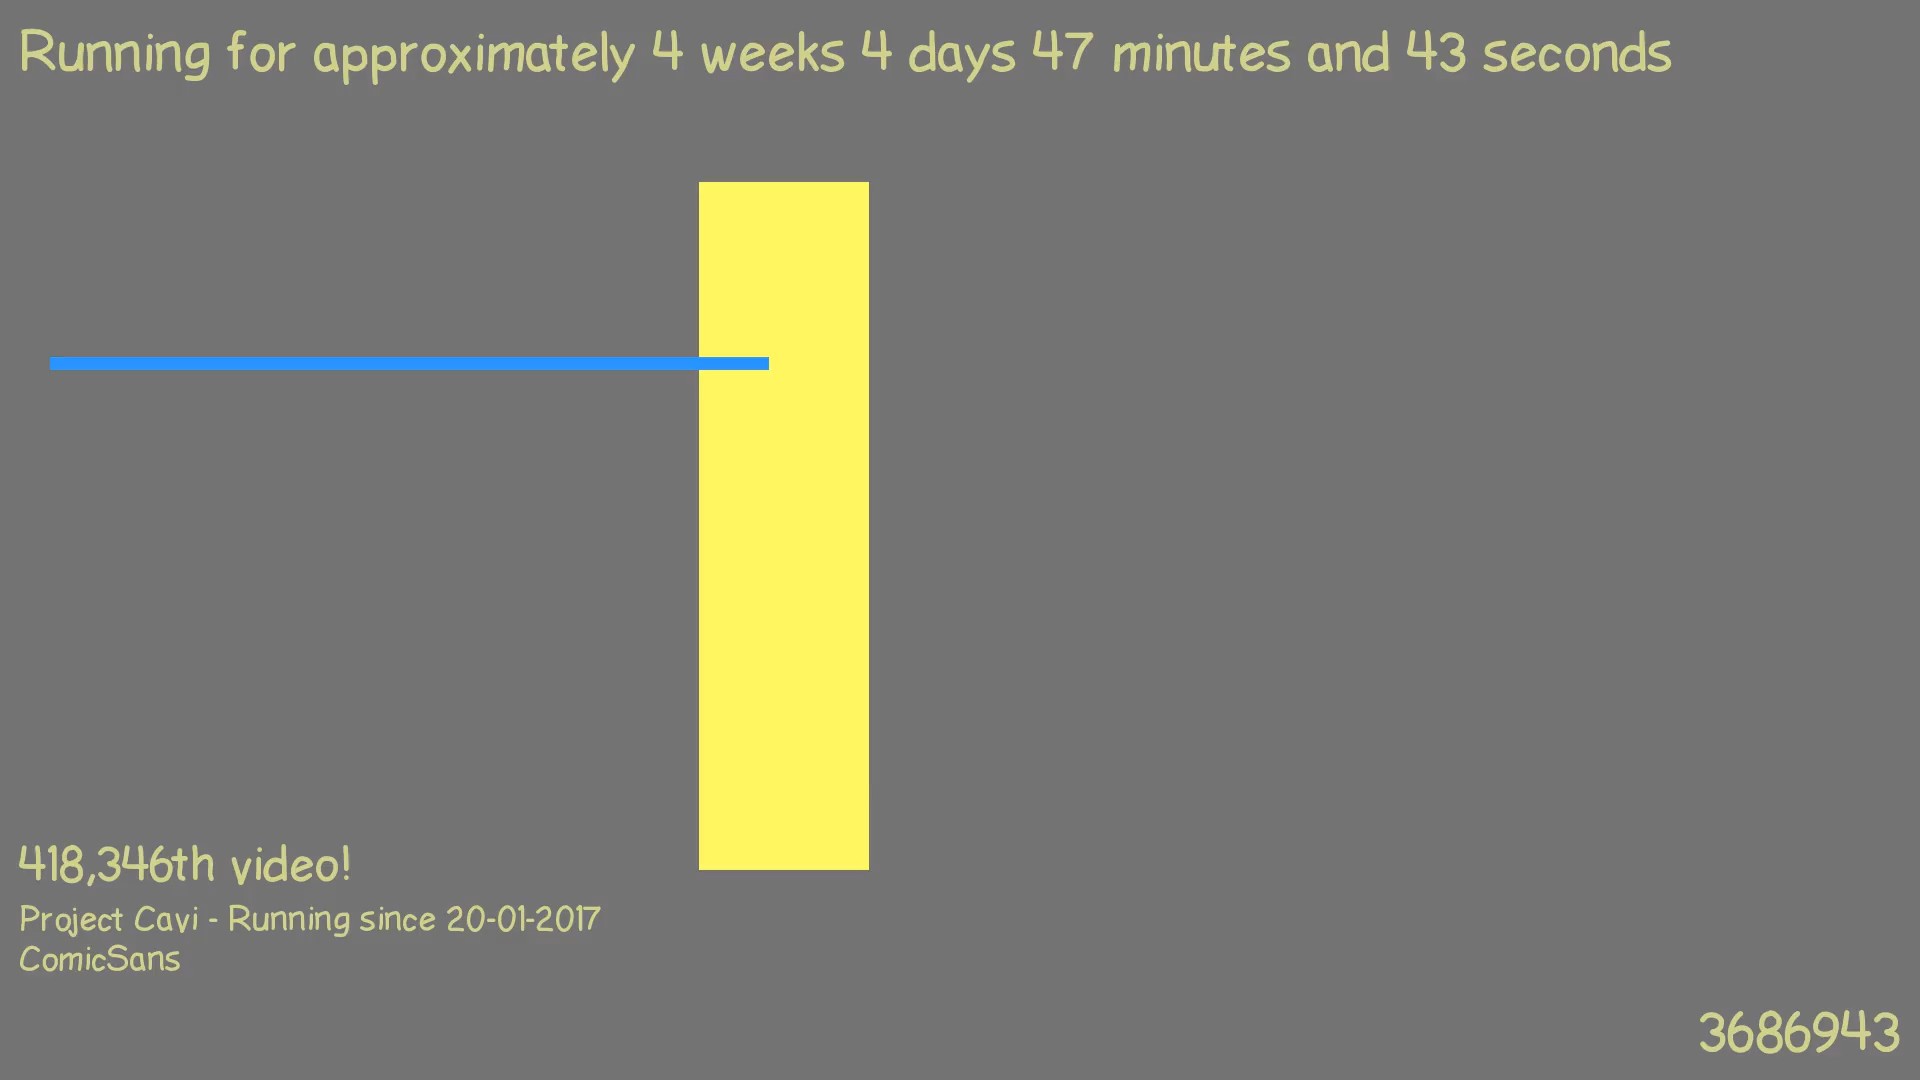 Running for approximately 4 weeks 4 days 47 minutes and 43 seconds
418,346th video!
Project Cavi - Running since 20-01-2017
ComicSans
3686943